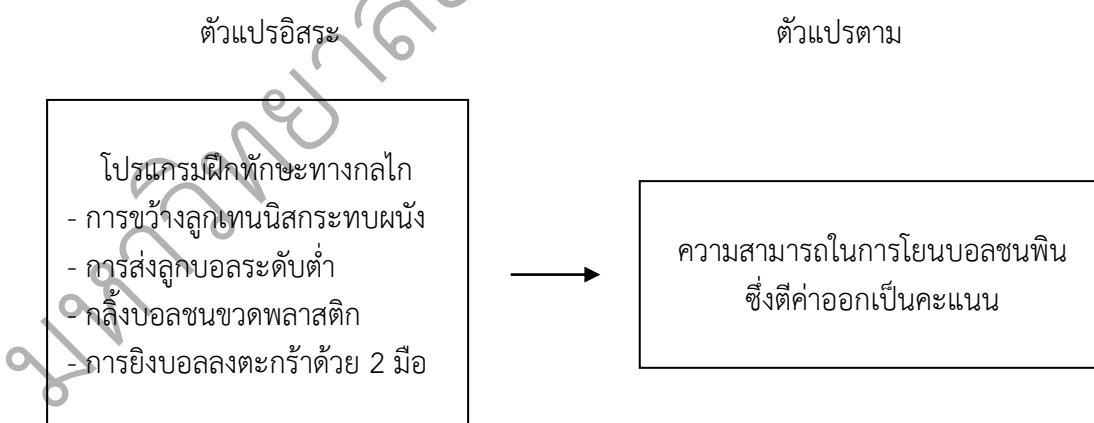 ตัวแปรอิสระ
ตัวแปรตาม
โปรแกรมฝึกทักษะทางกลไก
- การขว้างลูกเทนนิสกระทบผนัง
- การส่งลูกบอลระดับต่ำ
- กลิ้งบอลชนขวดพลาสติก
- การยิงบอลลงตะกร้าด้วย 2 มือ
ความสามารถในการโยนบอลชนพิน
ซึ่งตีค่าออกเป็นคะแนน